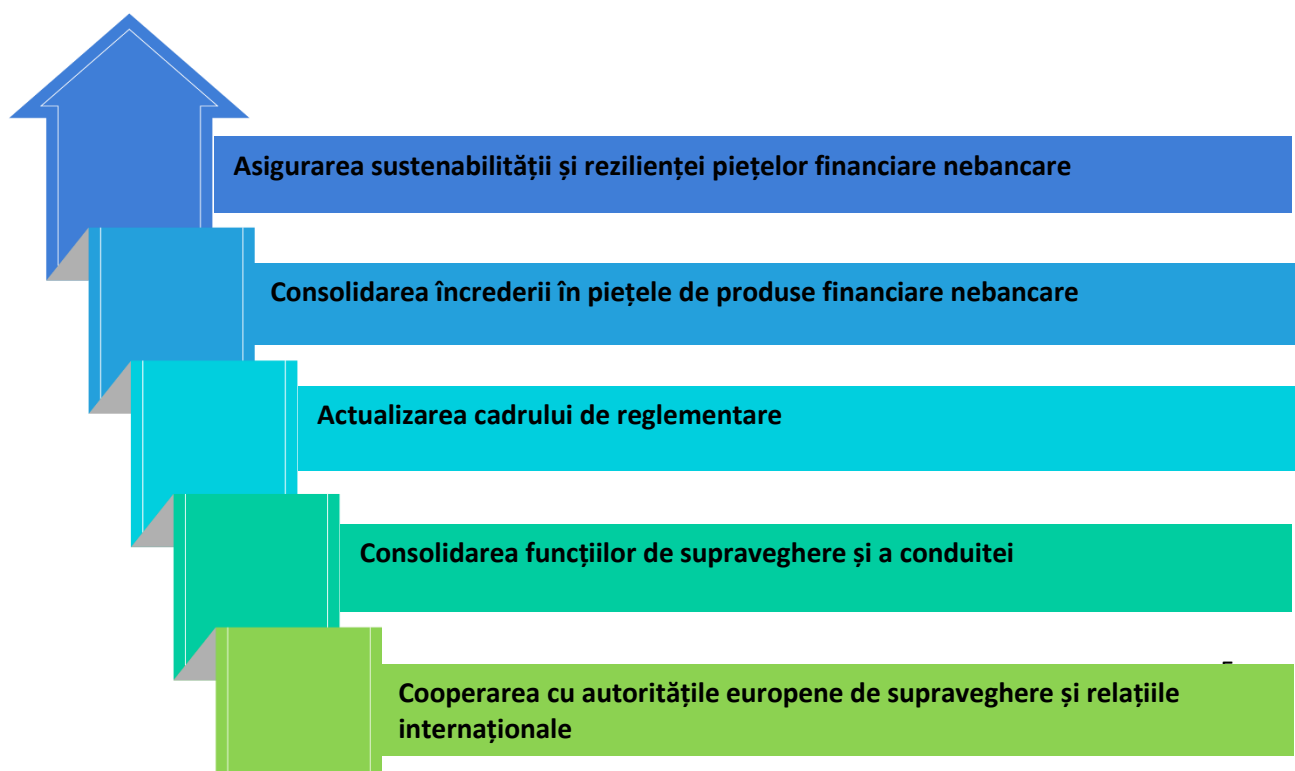 Asigurarea sustenabilității și rezilienței piețelor financiare nebancare
Consolidarea încrederii în piețele de produse financiare nebancare
Actualizarea cadrului de reglementare
Consolidarea funcțiilor de supraveghere și a conduitei
Cooperarea cu autoritățile europene de supraveghere și relațiile
internaționale